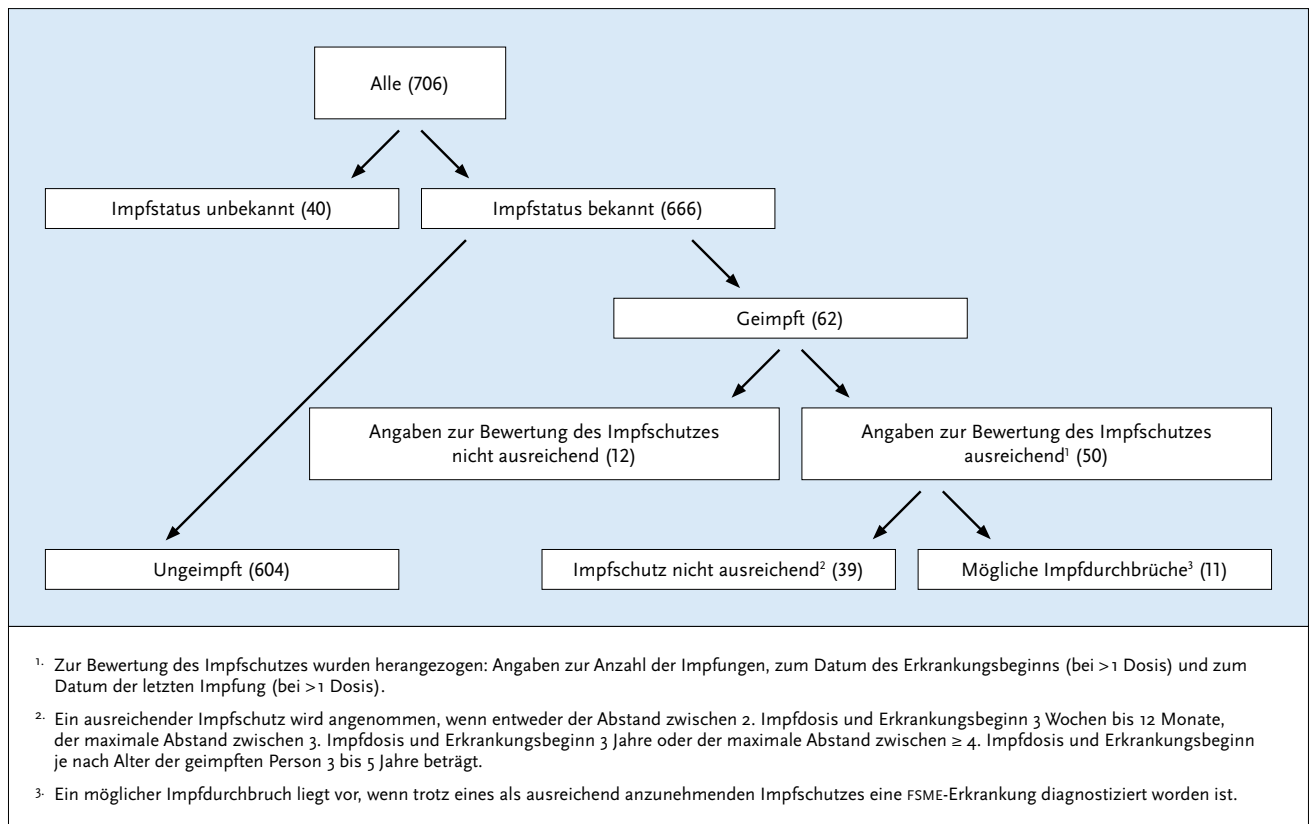 Alle (706)
Impfstatus unbekannt (40)
Impfstatus bekannt (666)
Geimpft (62)
Angaben zur Bewertung des Impfschutzes
nicht ausreichend (12)
Angaben zur Bewertung des Impfschutzes
ausreichend¹ (50)
Ungeimpft (604)
Impfschutz nicht ausreichend² (39)
Mögliche Impfdurchbrüche³ (11)
1. Zur Bewertung des Impfschutzes wurden herangezogen: Angaben zur Anzahl der Impfungen, zum Datum des Erkrankungsbeginns (bei >1 Dosis) und zum
Datum der letzten Impfung (bei >1 Dosis).
2. Ein ausreichender Impfschutz wird angenommen, wenn entweder der Abstand zwischen 2. Impfdosis und Erkrankungsbeginn 3 Wochen bis 12 Monate,
der maximale Abstand zwischen 3. Impfdosis und Erkrankungsbeginn 3 Jahre oder der maximale Abstand zwischen ≥ 4. Impfdosis und Erkrankungsbeginn
je nach Alter der geimpften Person 3 bis 5 Jahre beträgt.
3. Ein möglicher Impfdurchbruch liegt vor, wenn trotz eines als ausreichend anzunehmenden Impfschutzes eine FSME-Erkrankung diagnostiziert worden ist.